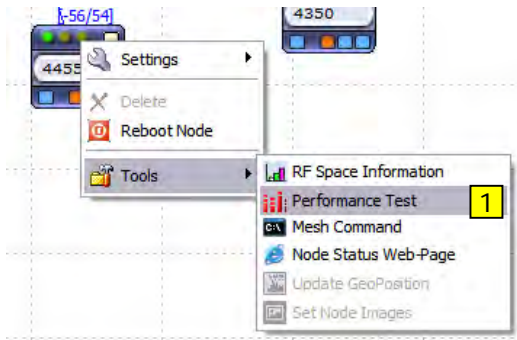 [-56/54]
4350
4455
Settings
Delete
Reboot Node
Tools
RF Space Information
Performance Test 1
Mesh Command
Node Status Web-Page
Update GeoPosition
Set Node Images